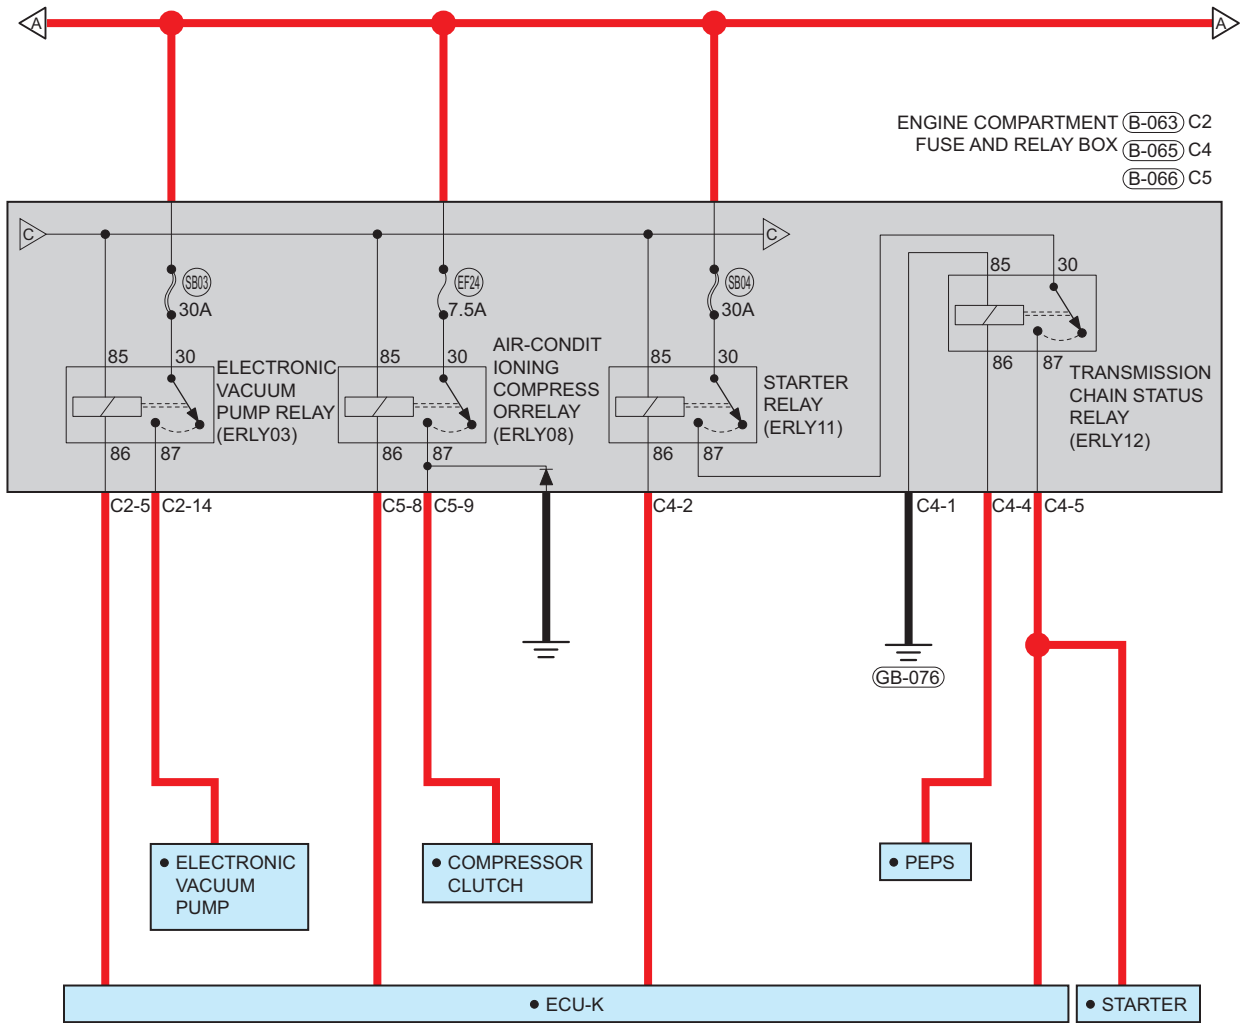 A
A
ENGINE COMPARTMENT B-063 C2
FUSE AND RELAY BOX B-065 C4
B-066 C5
C
C
SB03
30A
EF24
7.5A
SB04
30A
85 30
85 30
85 30
85 30
ELECTRONIC
VACUUM
PUMP RELAY
(ERLY03)
AIR-CONDIT
IONING
COMPRESS
ORRELAY
(ERLY08)
STARTER
RELAY
(ERLY11)
TRANSMISSION
CHAIN STATUS
RELAY
(ERLY12)
86 87
86 87
86 87
86 87
C2-5 C2-14
C5-8 C5-9
C4-2
C4-1
C4-4 C4-5
GB-076
• ELECTRONIC
VACUUM
PUMP
• COMPRESSOR
CLUTCH
• PEPS
• ECU-K
• STARTER